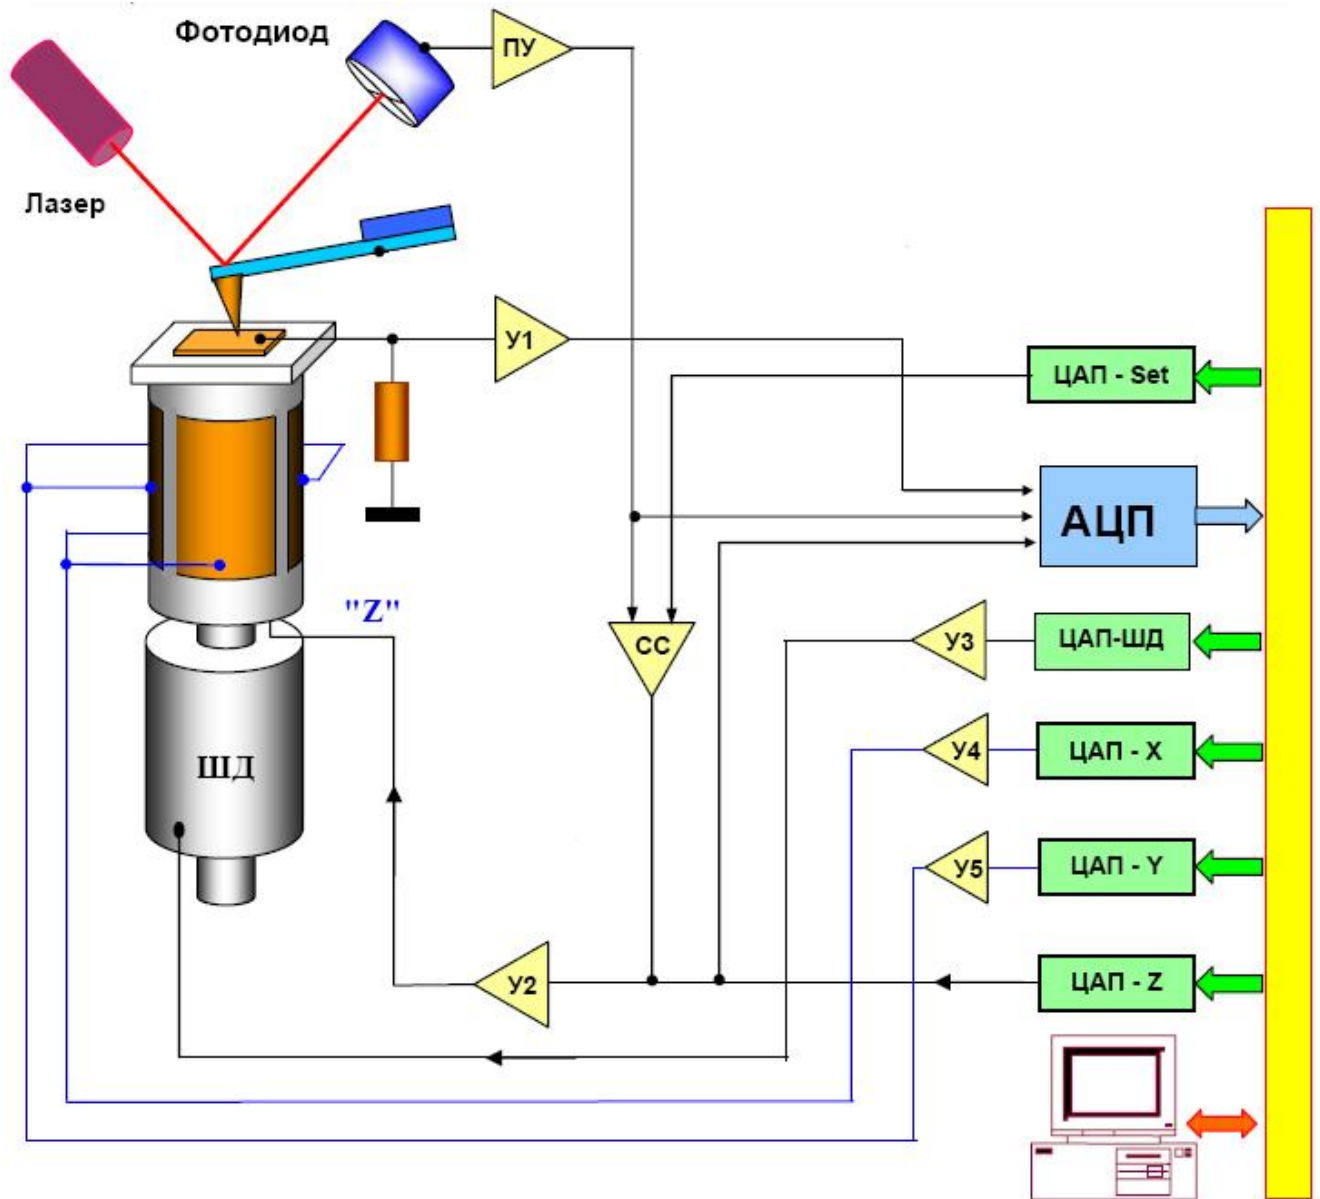 Фотодиод
ПУ
Лазер
У1
ЦАП - Set
АЦП
"Z"
СС
У3
ЦАП-ШД
ШД
У4
ЦАП - X
У5
ЦАП - Y
У2
ЦАП - Z